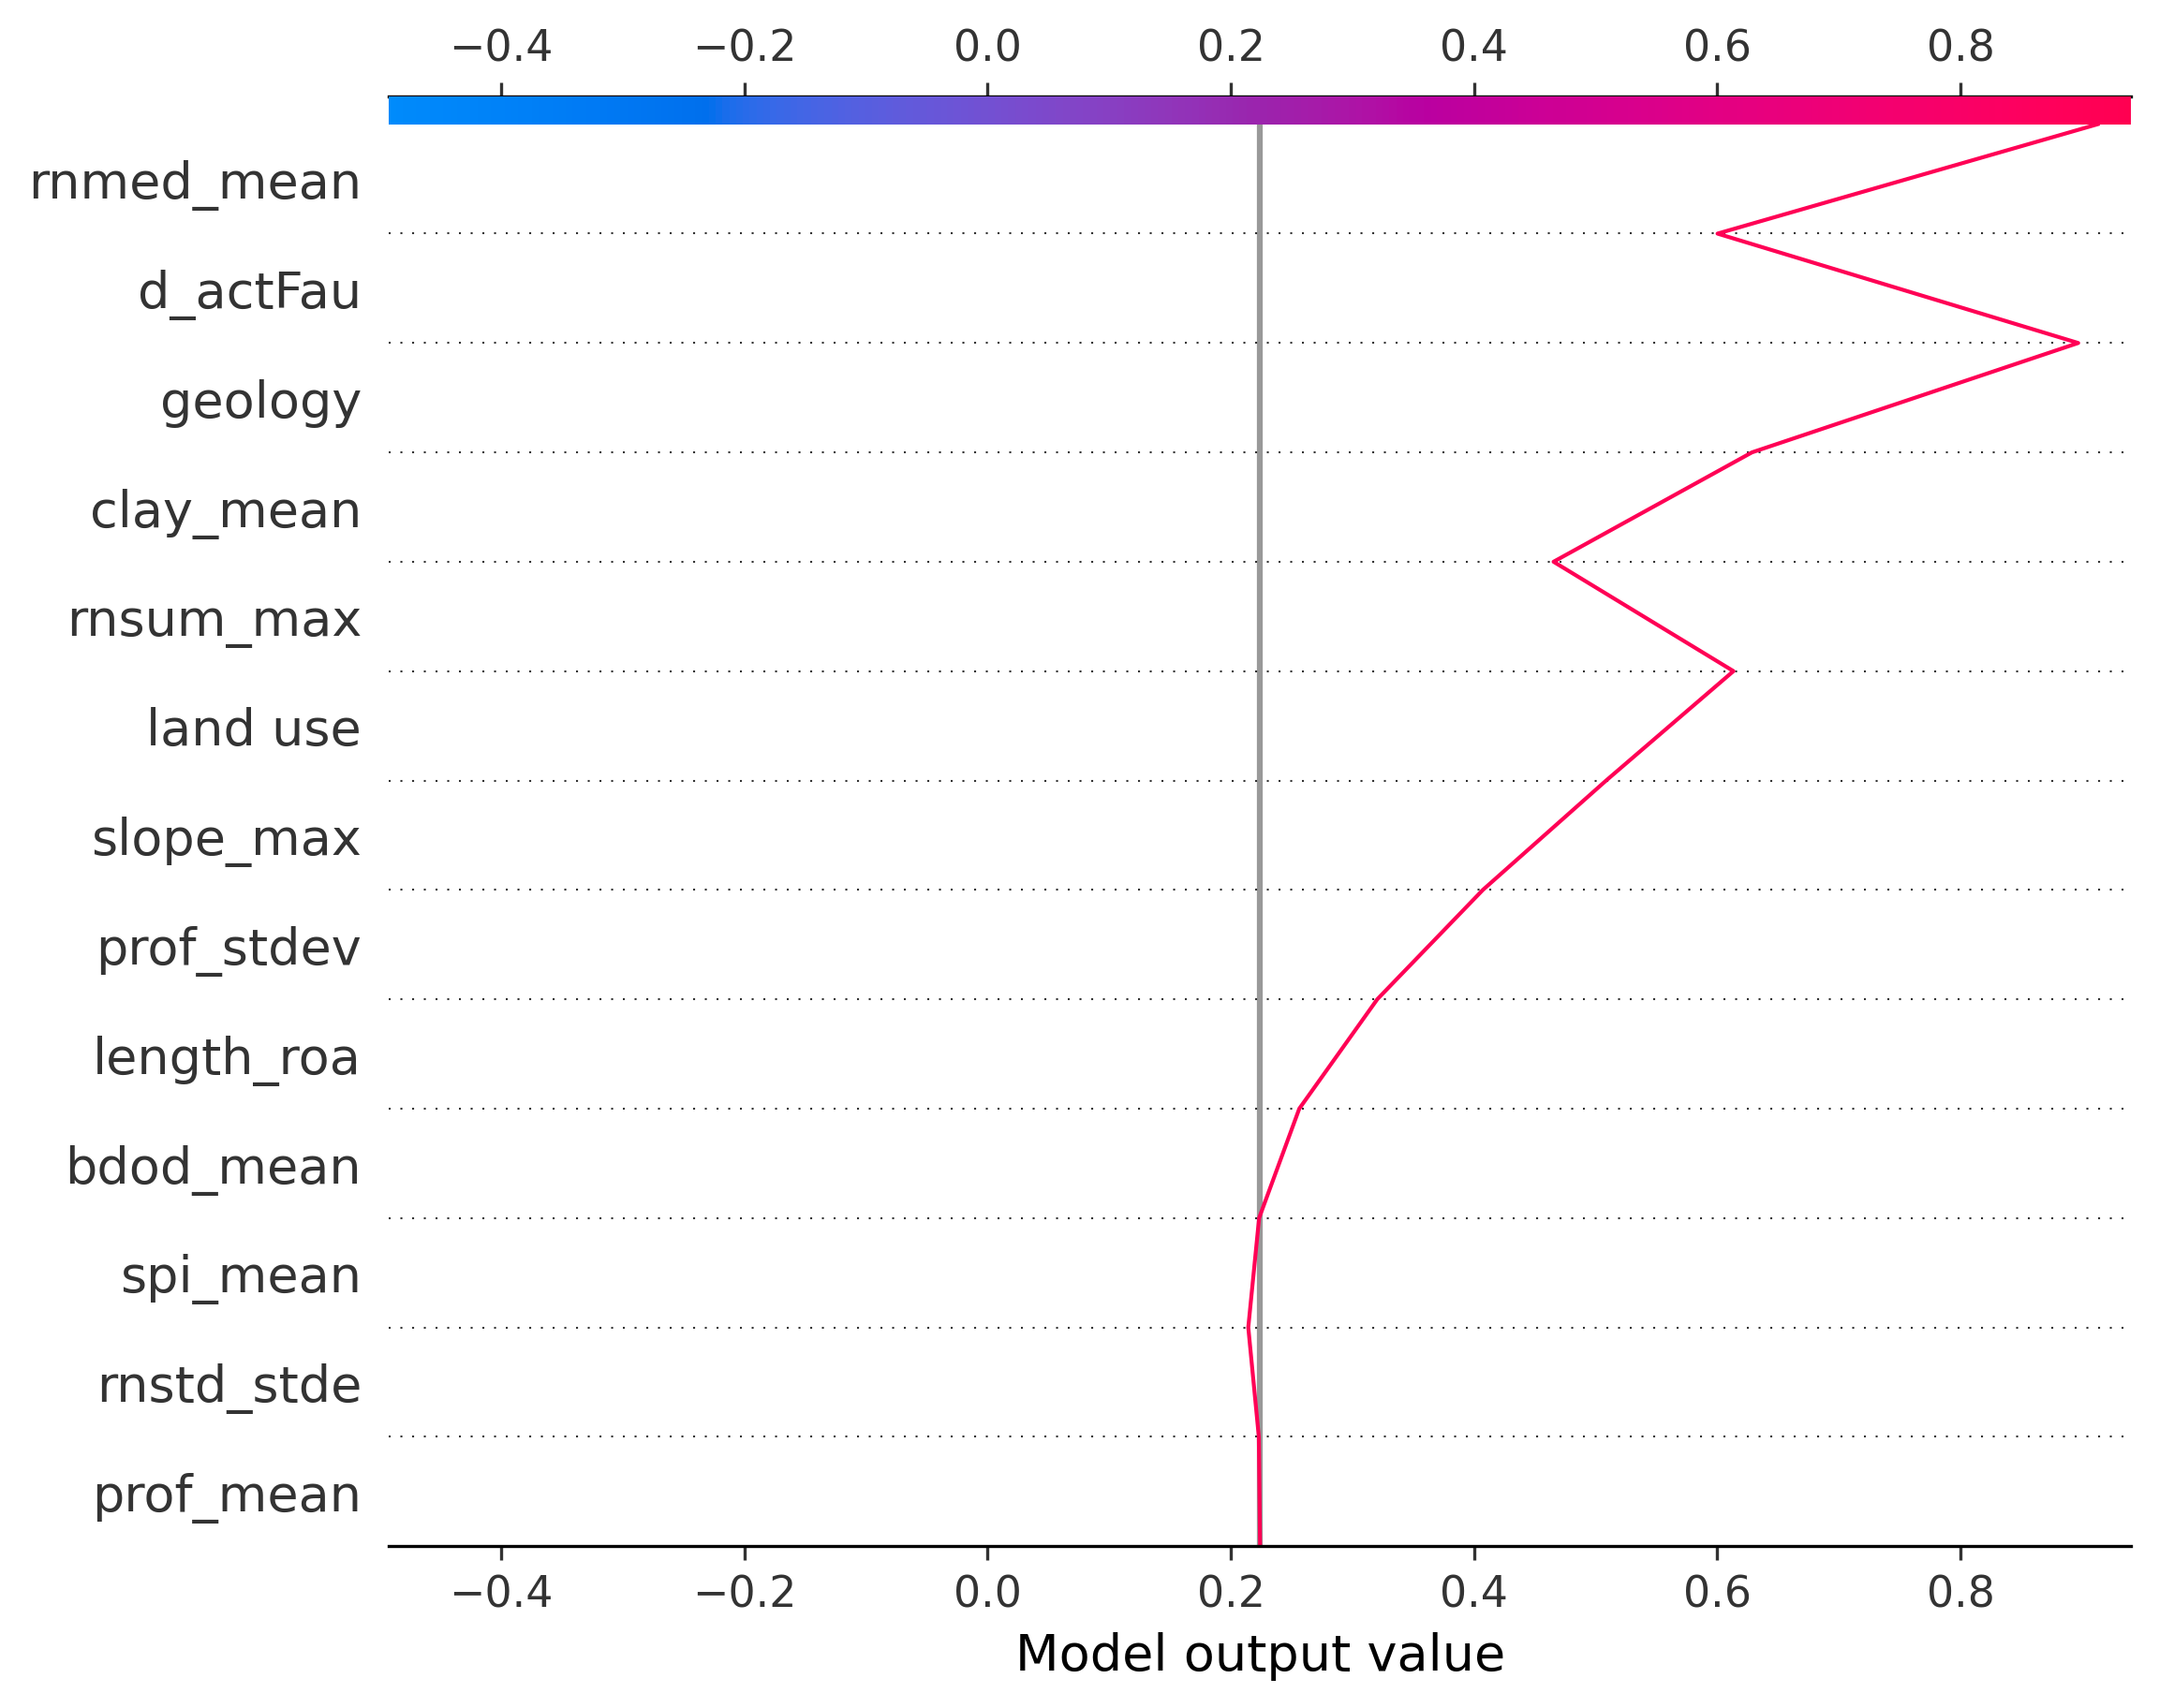 −0.4 −0.2 0.0 0.2 0.4 0.6 0.8
rnmed_mean
d_actFau
geology
clay_mean
rnsum_max
land use
slope_max
prof_stdev
length_roa
bdod_mean
spi_mean
rnstd_stde
prof_mean
−0.4 −0.2 0.0 0.2 0.4 0.6 0.8
Model output value